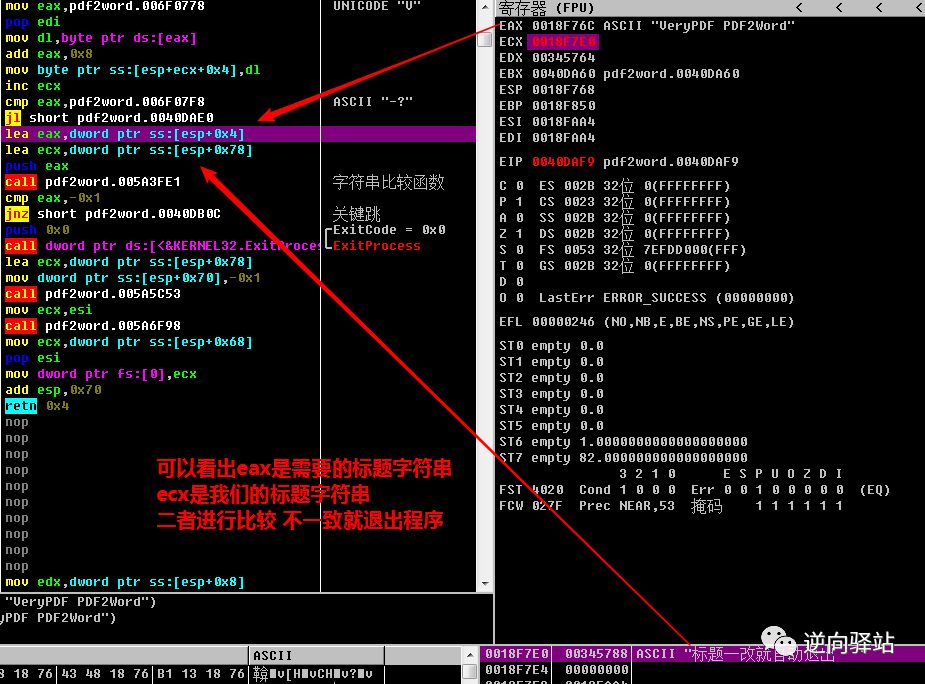 mov eax,pdf2word.006F0778 UNICODE "V"
pop edi
mov dl,byte ptr ds:[eax]
add eax,0x8
mov byte ptr ss:[esp+ecx+0x4],dl
inc ecx
cmp eax,pdf2word.006F07F8 ASCII "-?"
jl short pdf2word.0040DAE0
lea eax,dword ptr ss:[esp+0x4]
lea ecx,dword ptr ss:[esp+0x78]
push eax
call pdf2word.005A3FE1 字符串比较函数
cmp eax,-0x1
jnz short pdf2word.0040DB0C 关键跳
push 0x0 ExitCode = 0x0
call dword ptr ds:[<&KERNEL32.ExitProces ExitProcess
lea ecx,dword ptr ss:[esp+0x78]
mov dword ptr ss:[esp+0x70],-0x1
call pdf2word.005A5C53
mov ecx,esi
call pdf2word.005A6F98
mov ecx,dword ptr ss:[esp+0x68]
pop esi
mov dword ptr fs:[0],ecx
add esp,0x70
retn 0x4
nop
nop
nop
nop
nop
nop
nop
nop
nop
nop
可以看出eax是需要的标题字符串
ecx是我们的标题字符串
二者进行比较 不一致就退出程序
mov edx,dword ptr ss:[esp+0x8]
"VeryPDF PDF2Word")
yPDF PDF2Word")
寄存器 (FPU) < < < <
EAX 0018F76C ASCII "VeryPDF PDF2Word"
ECX 0018F7E0
EDX 00345764
EBX 0040DA60 pdf2word.0040DA60
ESP 0018F768
EBP 0018F850
ESI 0018FAA4
EDI 0018FAA4
EIP 0040DAF9 pdf2word.0040DAF9
C 0 ES 002B 32位 0(FFFFFFFF)
P 1 CS 0023 32位 0(FFFFFFFF)
A 0 SS 002B 32位 0(FFFFFFFF)
Z 1 DS 002B 32位 0(FFFFFFFF)
S 0 FS 0053 32位 7EFDD000(FFF)
T 0 GS 002B 32位 0(FFFFFFFF)
D 0
O 0 LastErr ERROR_SUCCESS (00000000)
EFL 00000246 (NO,NB,E,BE,NS,PE,GE,LE)
ST0 empty 0.0
ST1 empty 0.0
ST2 empty 0.0
ST3 empty 0.0
ST4 empty 0.0
ST5 empty 0.0
ST6 empty 1.0000000000000000000
ST7 empty 82.000000000000000000
3 2 1 0 E S P U O Z D I
FST 4020 Cond 1 0 0 0 Err 0 0 1 0 0 0 0 0 (EQ)
FCW 027F Prec NEAR,53 掩码 1 1 1 1 1 1
ASCII
8 18 76 43 48 18 76 B1 13 18 76
0018F7E0 00345788 ASCII "标题一改就自动退出"
0018F7E4 00000000
逆向驿站